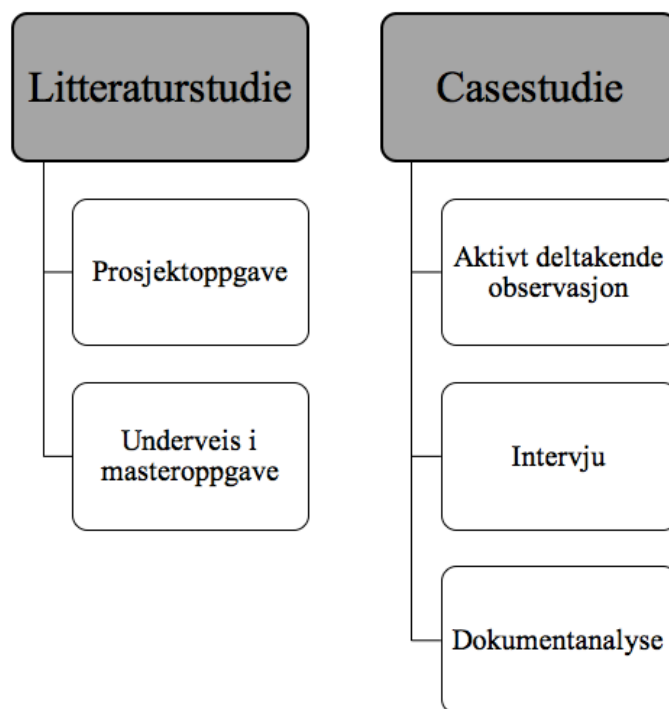 Litteraturstudie
Prosjektoppgave
Underveis i
masteroppgave
Casestudie
Aktivt deltakende
observasjon
Intervju
Dokumentanalyse